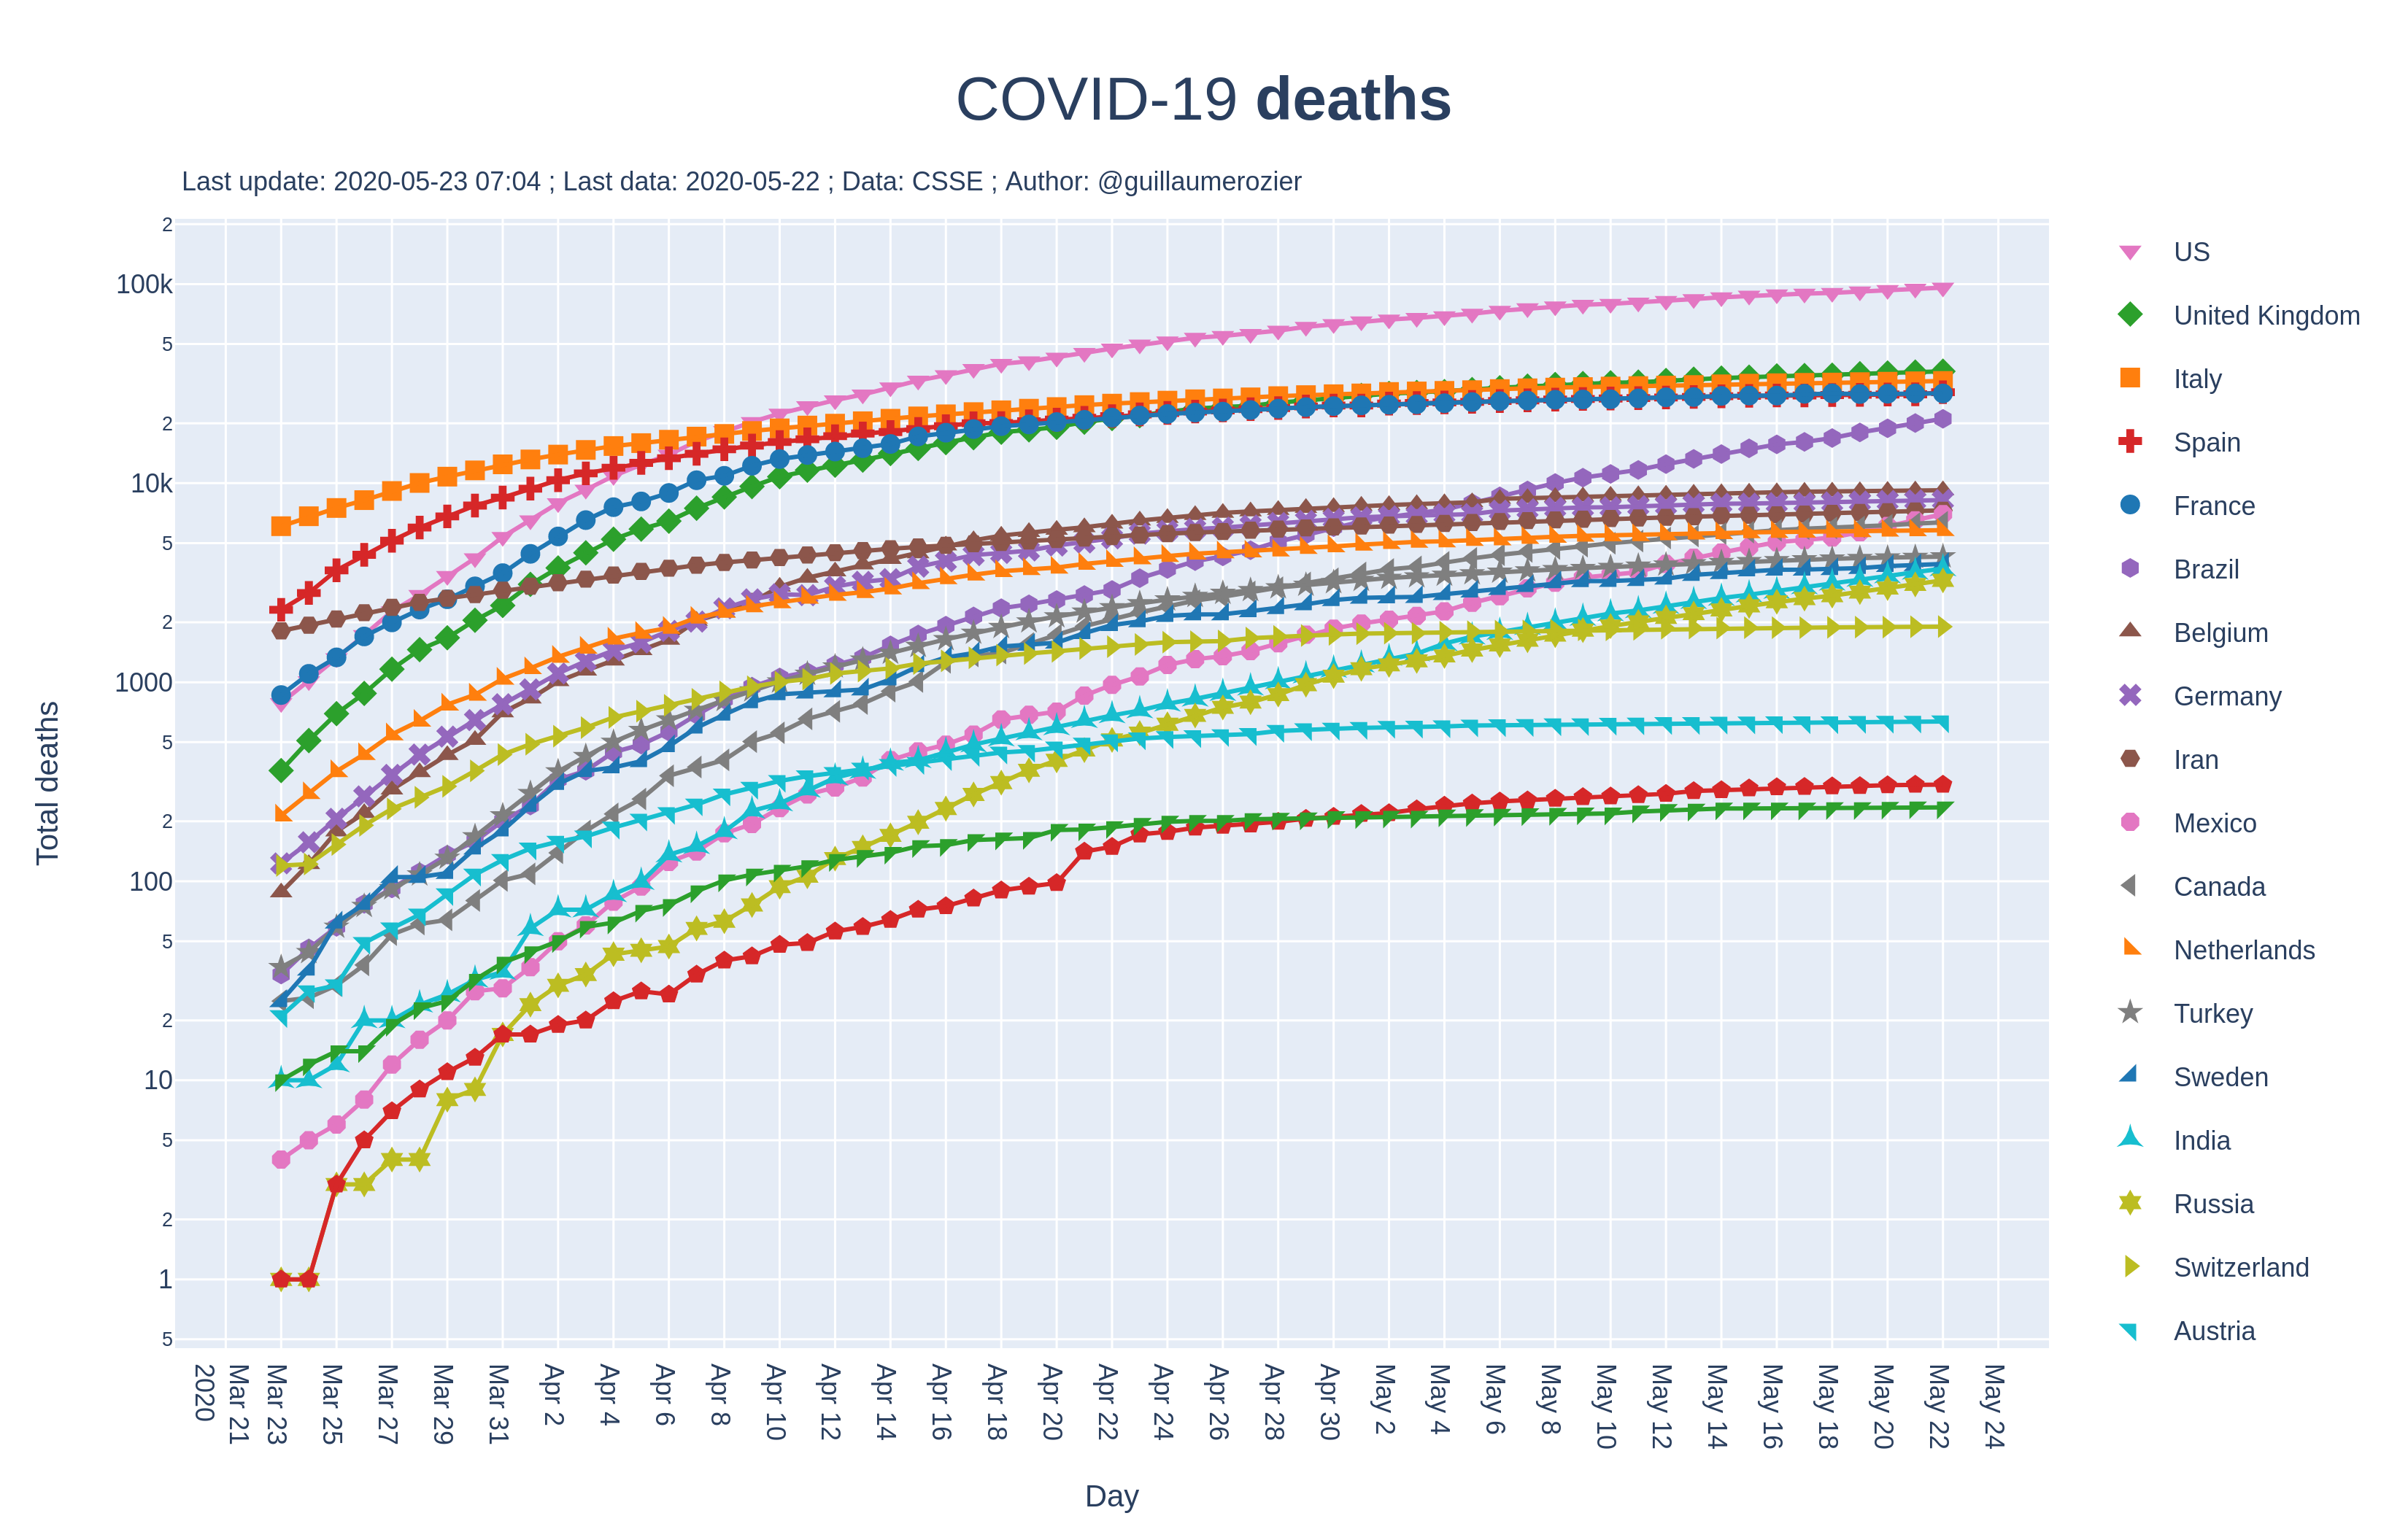 COVID-19 deaths
Last update: 2020-05-23 07:04 ; Last data: 2020-05-22 ; Data: CSSE ; Author: @guillaumerozier
2
100k
5
2
10k
5
2
1000
5
2
100
5
2
10
5
2
1
5
Total deaths
Mar 21
2020
Mar 23
Mar 25
Mar 27
Mar 29
Mar 31
Apr 2
Apr 4
Apr 6
Apr 8
Apr 10
Apr 12
Apr 14
Apr 16
Apr 18
Apr 20
Apr 22
Apr 24
Apr 26
Apr 28
Apr 30
May 2
May 4
May 6
May 8
May 10
May 12
May 14
May 16
May 18
May 20
May 22
May 24
Day
US
United Kingdom
Italy
Spain
France
Brazil
Belgium
Germany
Iran
Mexico
Canada
Netherlands
Turkey
Sweden
India
Russia
Switzerland
Austria